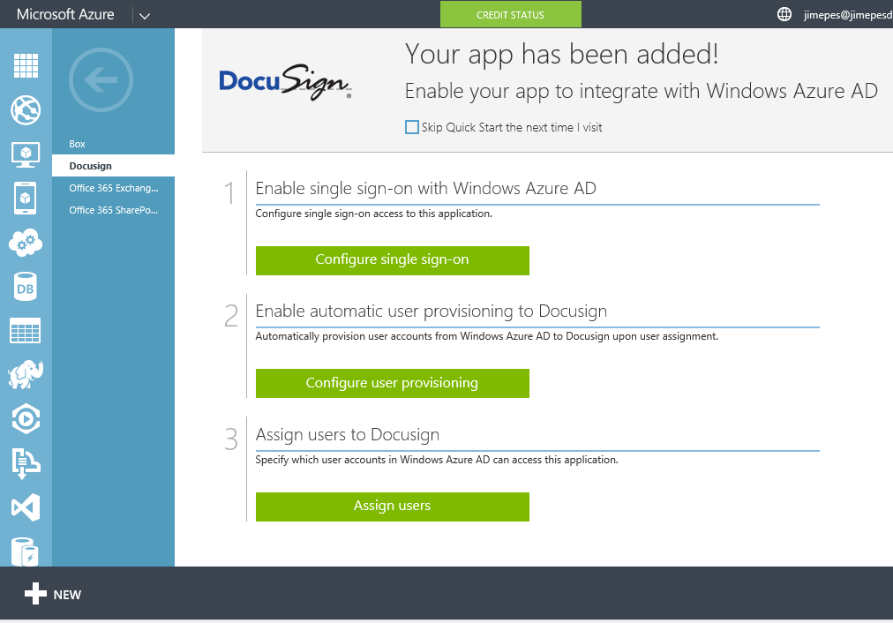 Microsoft Azure
CREDIT STATUS
jimepes@jimepesd
DocuSign®
Your app has been added!
Enable your app to integrate with Windows Azure AD
Skip Quick Start the next time I visit
Box
Docusign
Office 365 Exchang...
Office 365 SharePo...
1
Enable single sign-on with Windows Azure AD
Configure single sign-on access to this application.
Configure single sign-on
2
Enable automatic user provisioning to Docusign
Automatically provision user accounts from Windows Azure AD to Docusign upon user assignment.
Configure user provisioning
3
Assign users to Docusign
Specify which user accounts in Windows Azure AD can access this application.
Assign users
DB
NEW